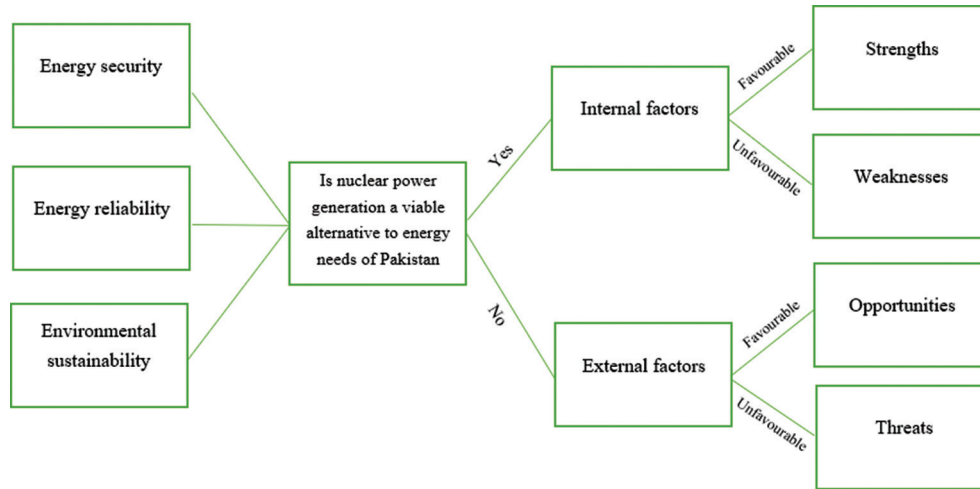 Energy security
Energy reliability
Environmental
sustainability
Is nuclear power
generation a viable
alternative to energy
needs of Pakistan
Yes
No
Internal factors
External factors
Favourable
Unfavourable
Favourable
Unfavourable
Strengths
Weaknesses
Opportunities
Threats